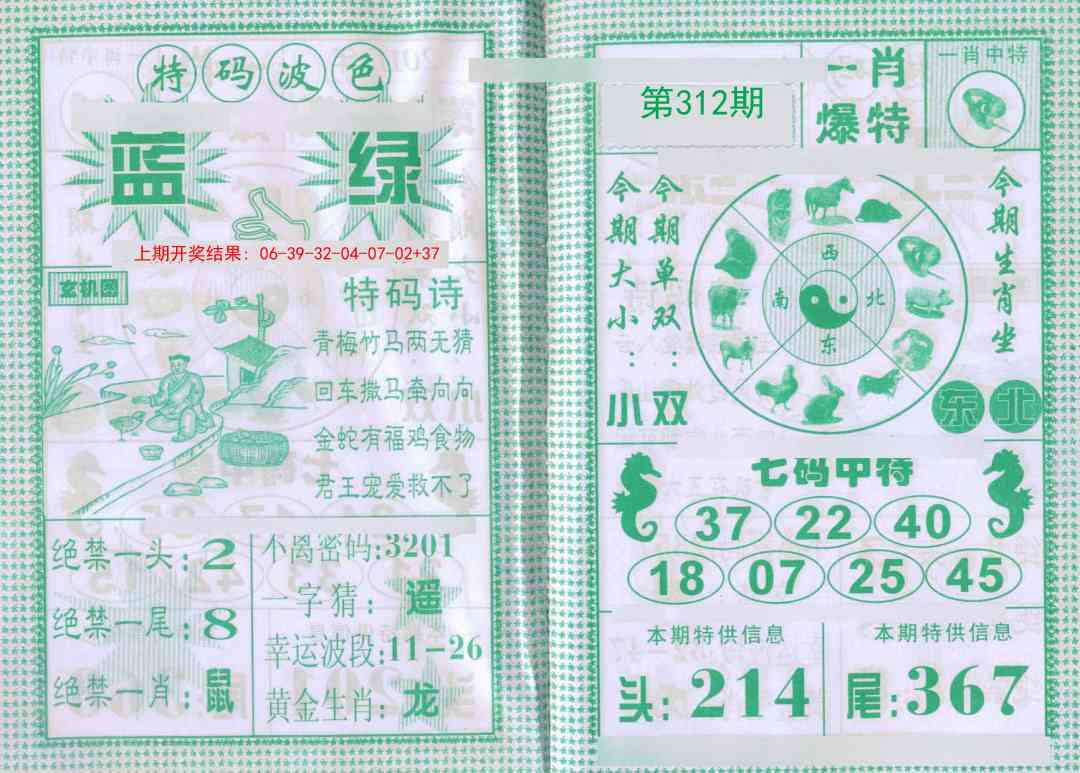 特码波色
蓝 绿
上期开奖结果：06-39-32-04-07-02+37
玄机图
特码诗
青梅竹马两无猜
回车撒马牵向向
金蛇有福鸡食物
君王宠爱救不了
绝禁一头:2
绝禁一尾:8
绝禁一肖:鼠
不离密码:3201
一字猜：遥
幸运波段:11-26
黄金生肖:龙
第312期
一肖
爆特
一肖中特
今期大小：小
今期单双：双
西
南 北
东
今期生肖坐
东北
七码中特
37 22 40
18 07 25 45
本期特供信息
头:214
本期特供信息
尾:367